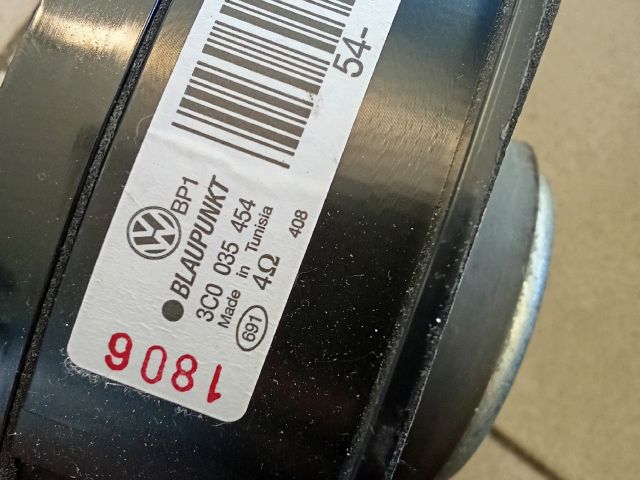 54-
BP1
BLAUPUNKT
3C0 035 454
Made in Tunisia
691 4Ω 408
1806